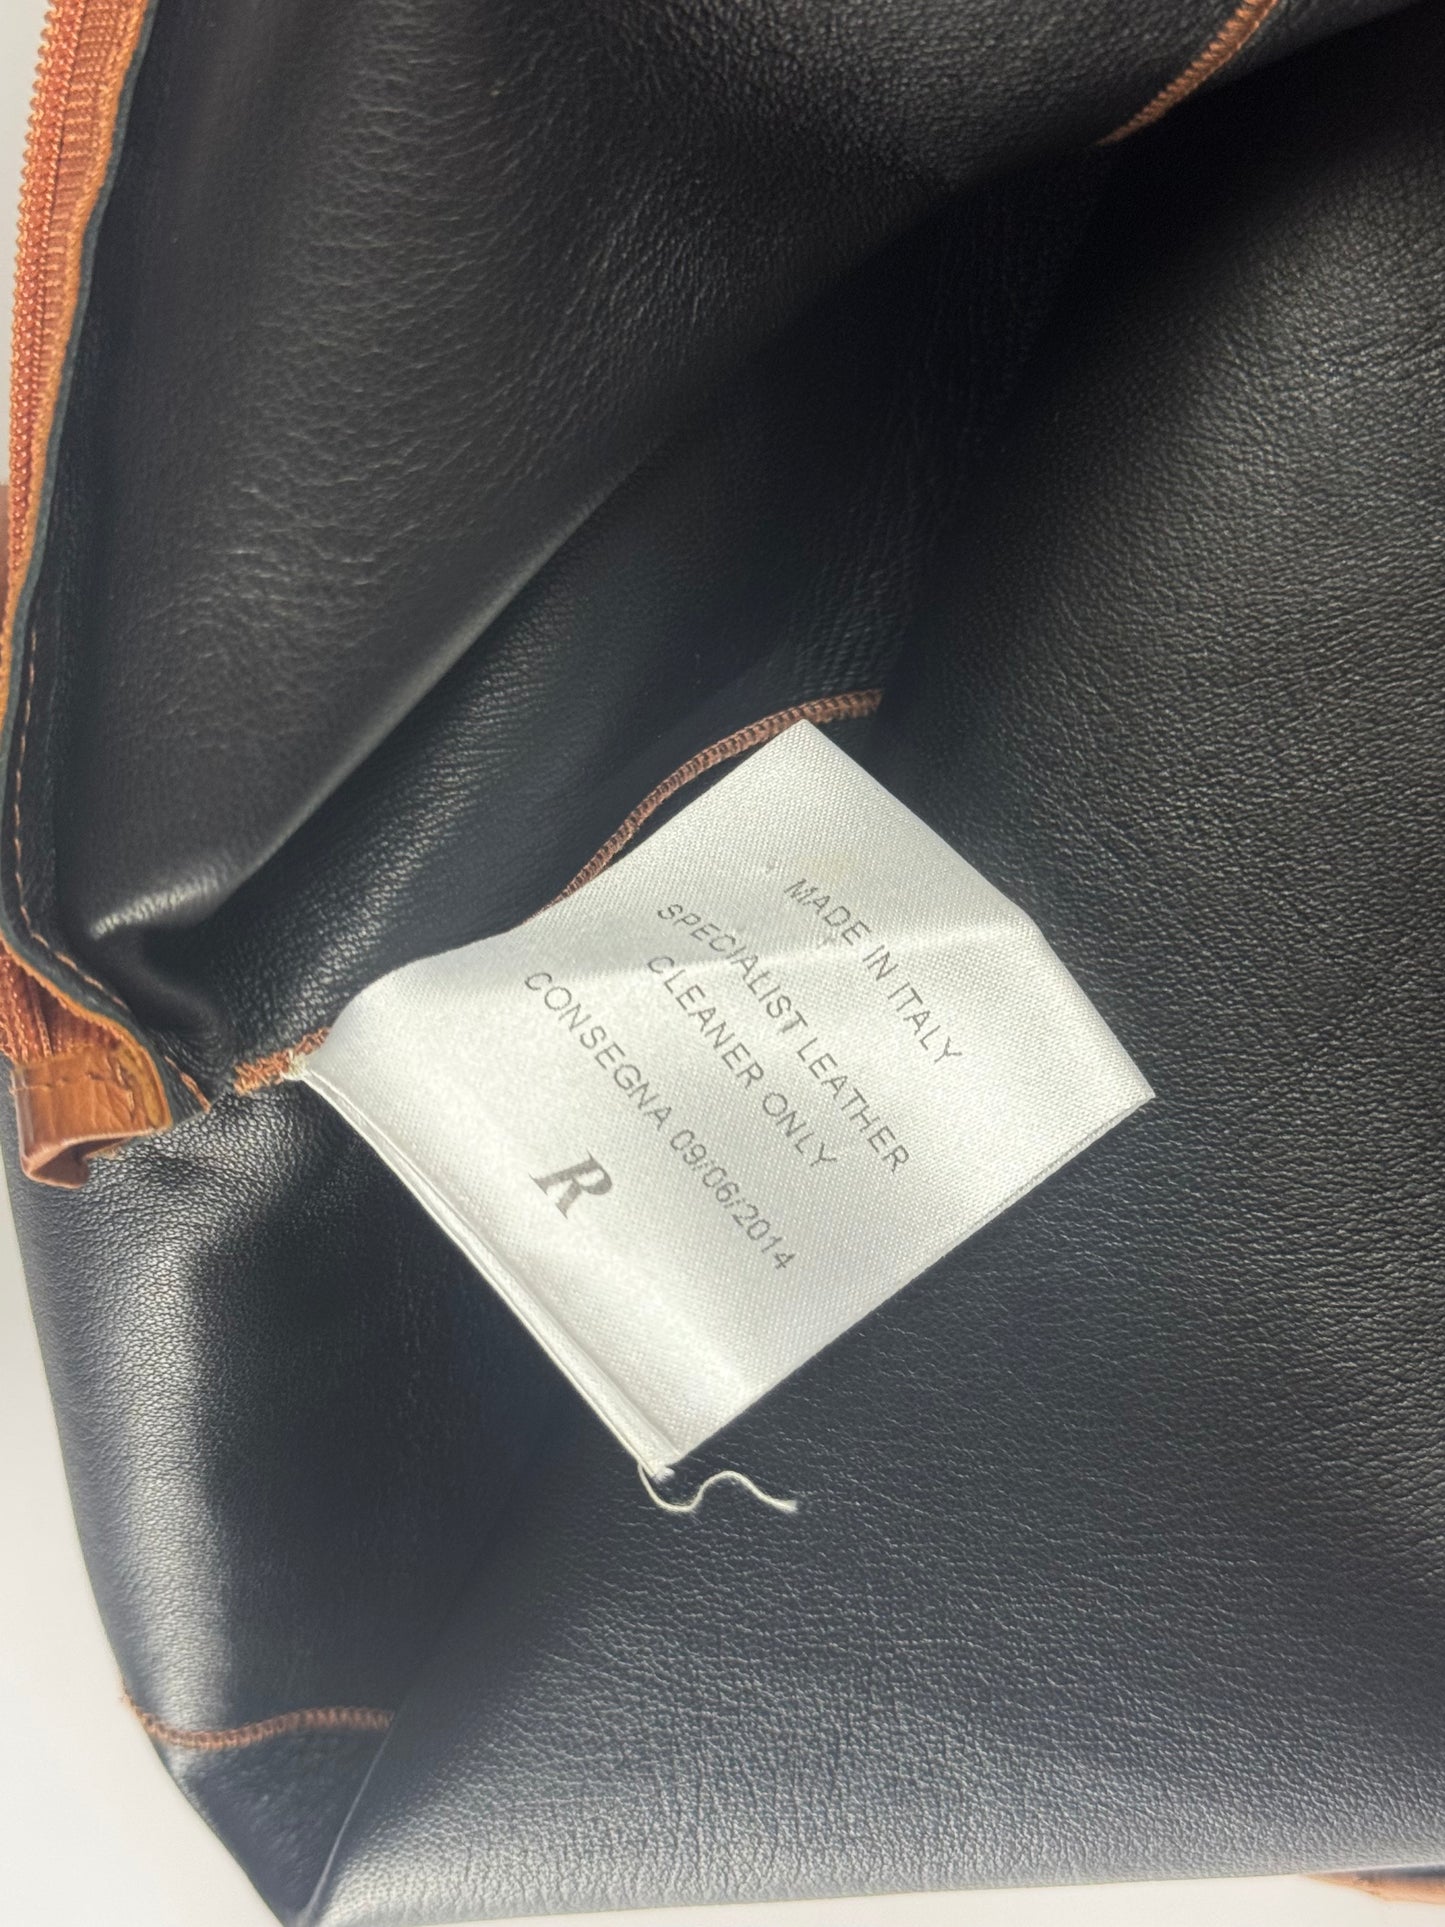 MADE IN ITALY
SPECIALIST LEATHER
CLEANER ONLY
CONSEGNA 09/06/2014
R